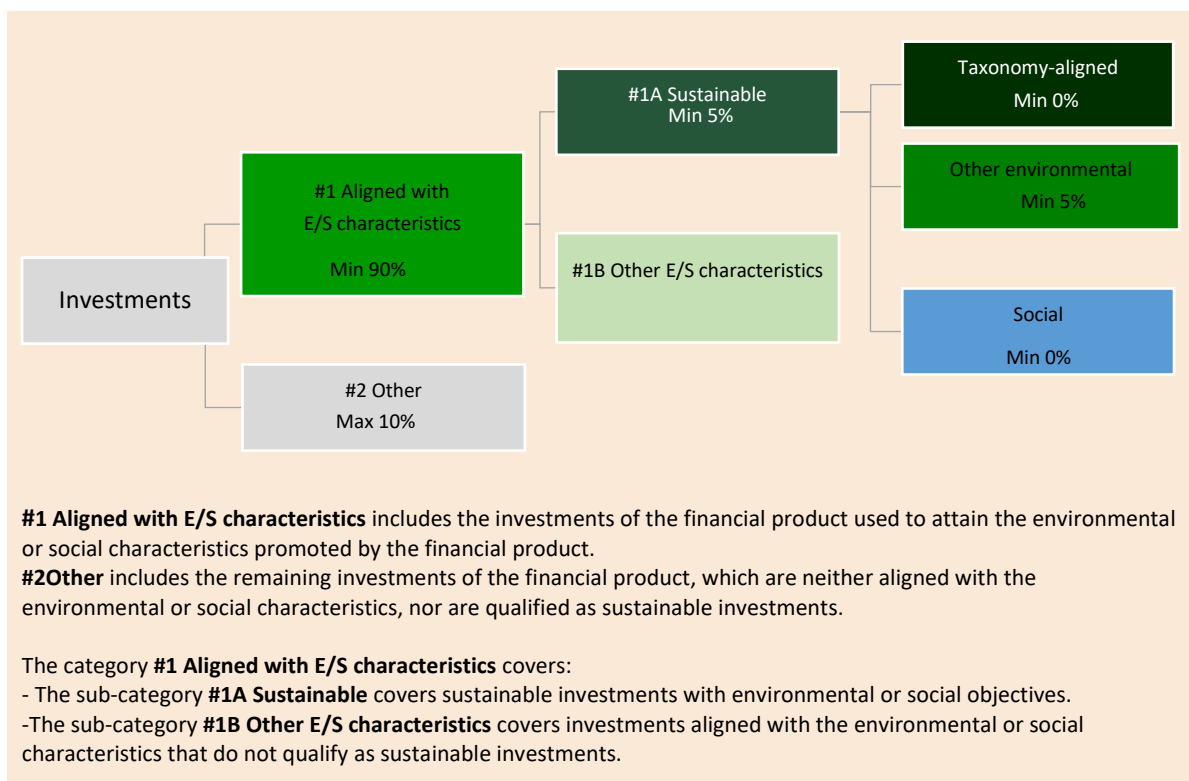 Investments
#1 Aligned with
E/S characteristics
Min 90%
#2 Other
Max 10%
#1A Sustainable
Min 5%
#1B Other E/S characteristics
Taxonomy-aligned
Min 0%
Other environmental
Min 5%
Social
Min 0%
#1 Aligned with E/S characteristics includes the investments of the financial product used to attain the environmental
or social characteristics promoted by the financial product.
#2Other includes the remaining investments of the financial product, which are neither aligned with the
environmental or social characteristics, nor are qualified as sustainable investments.
The category #1 Aligned with E/S characteristics covers:
- The sub-category #1A Sustainable covers sustainable investments with environmental or social objectives.
-The sub-category #1B Other E/S characteristics covers investments aligned with the environmental or social
characteristics that do not qualify as sustainable investments.